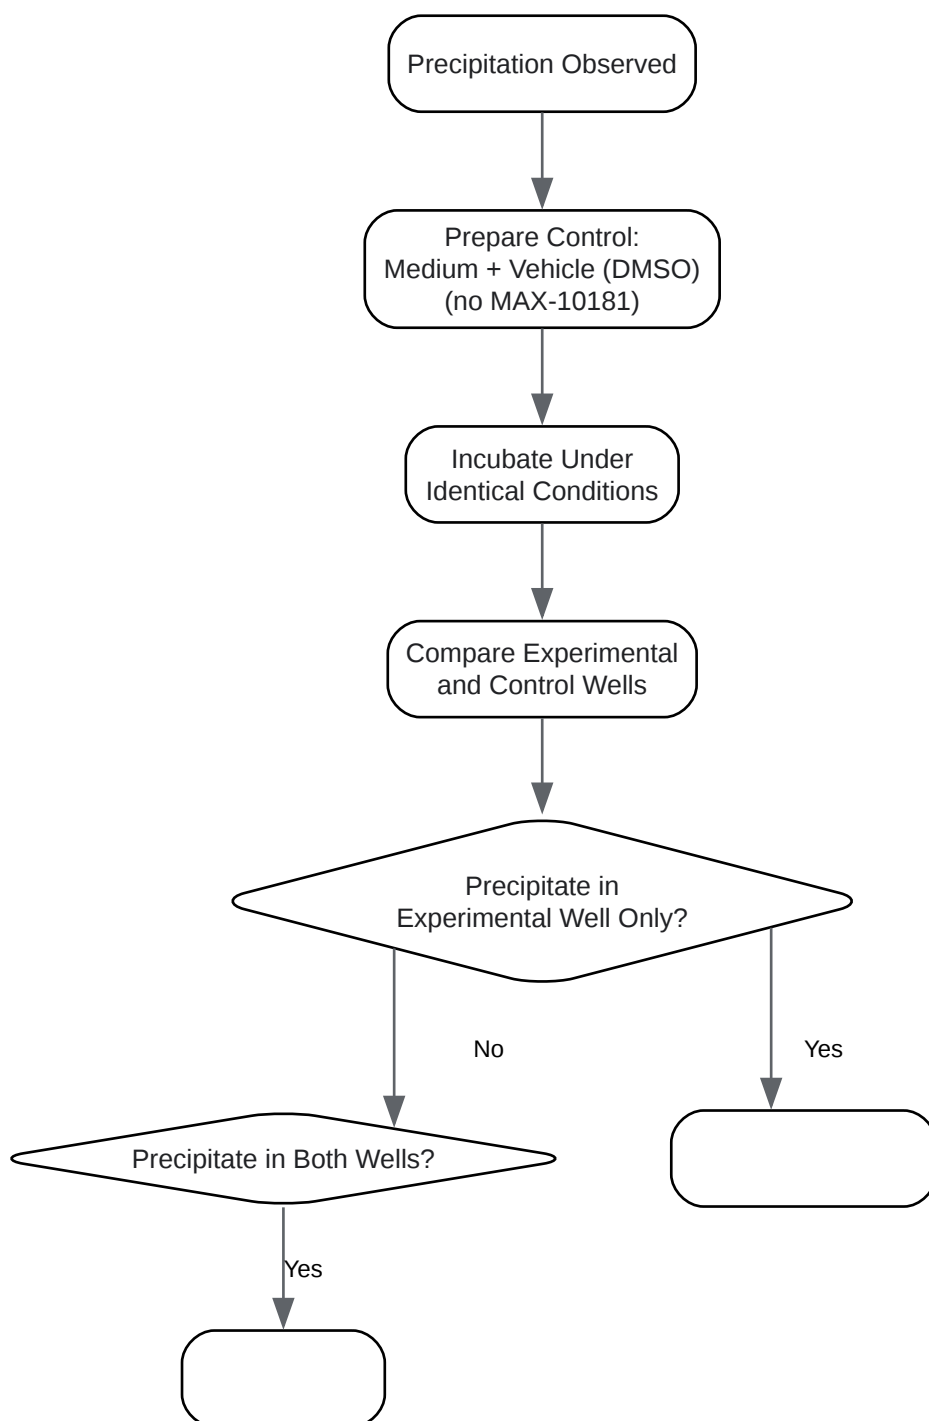 Precipitation Observed
Prepare Control:
Medium + Vehicle (DMSO)
(no MAX-10181)
Incubate Under
Identical Conditions
Compare Experimental
and Control Wells
Precipitate in
Experimental Well Only?
No
Yes
Precipitate in Both Wells?
Yes